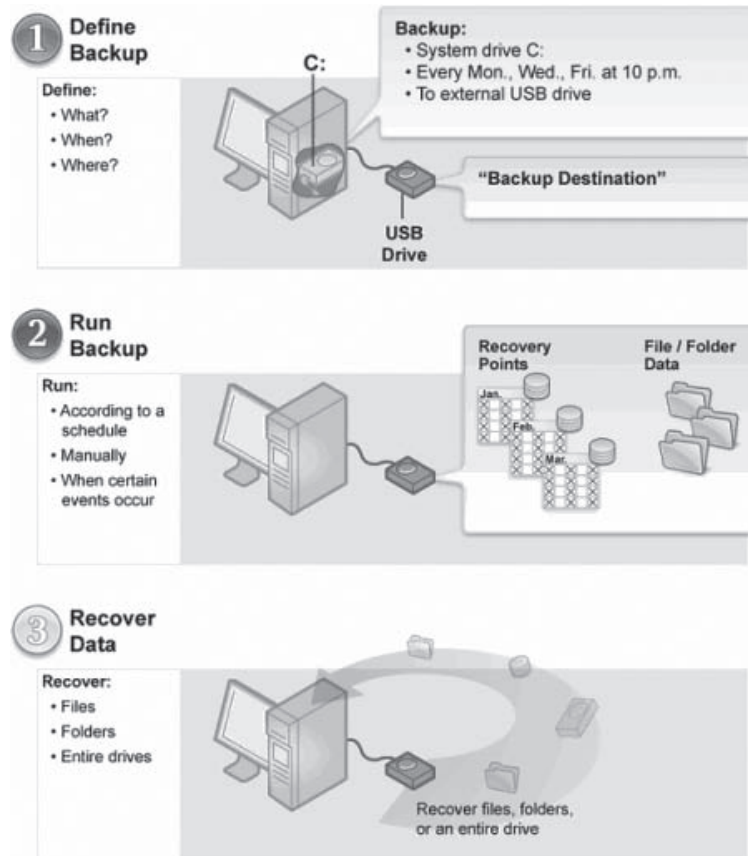 1
Define
Backup
Define:
• What?
• When?
• Where?
C:
Backup:
• System drive C:
• Every Mon., Wed., Fri. at 10 p.m.
• To external USB drive
“Backup Destination”
USB
Drive
2
Run
Backup
Run:
• According to a
schedule
• Manually
• When certain
events occur
Recovery
Points
File / Folder
Data
Jan.
Feb.
Mar.
3
Recover
Data
Recover:
• Files
• Folders
• Entire drives
Recover files, folders,
or an entire drive